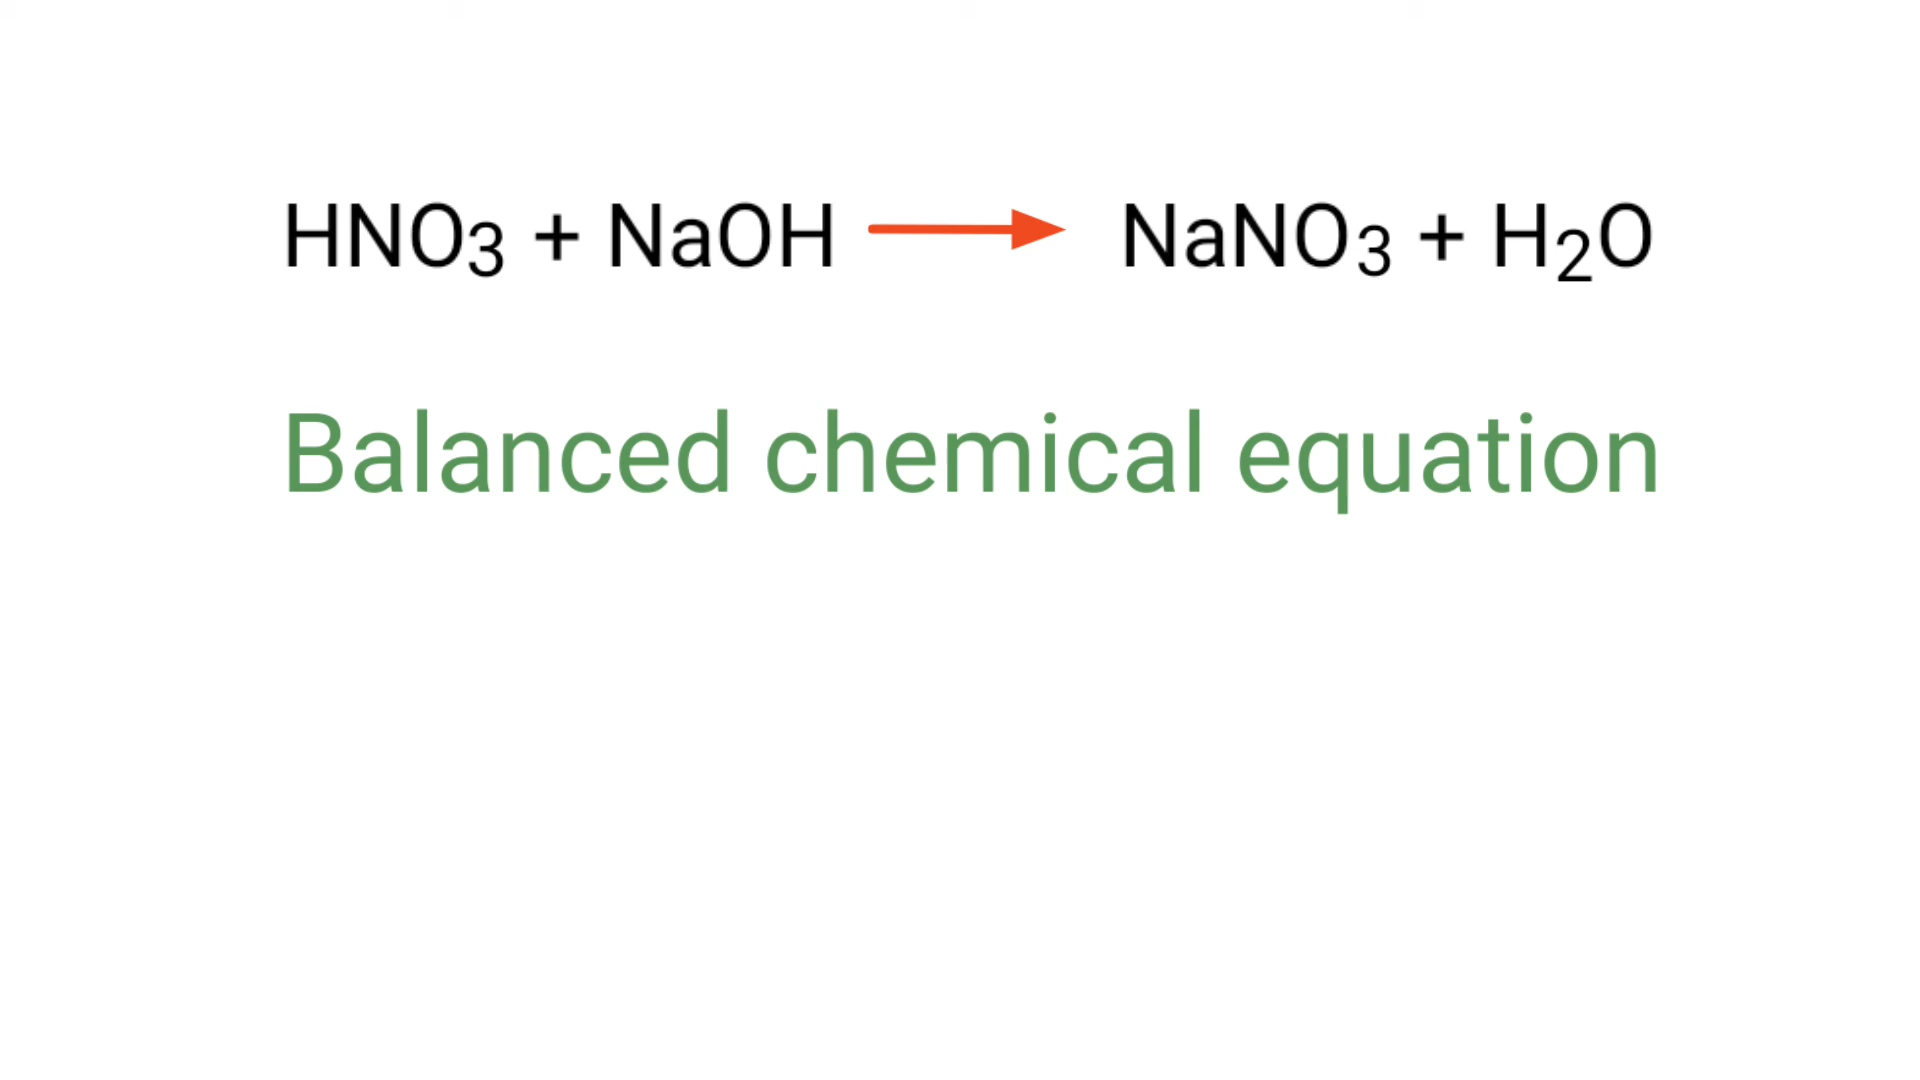 HNO₃ + NaOH → NaNO₃ + H₂O
Balanced chemical equation